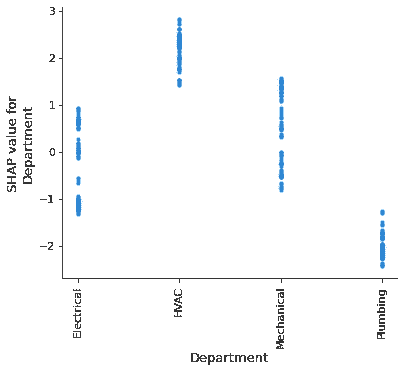 3
2
1
0
−1
−2
SHAP value for
Department
Electrical
HVAC
Mechanical
Plumbing
Department